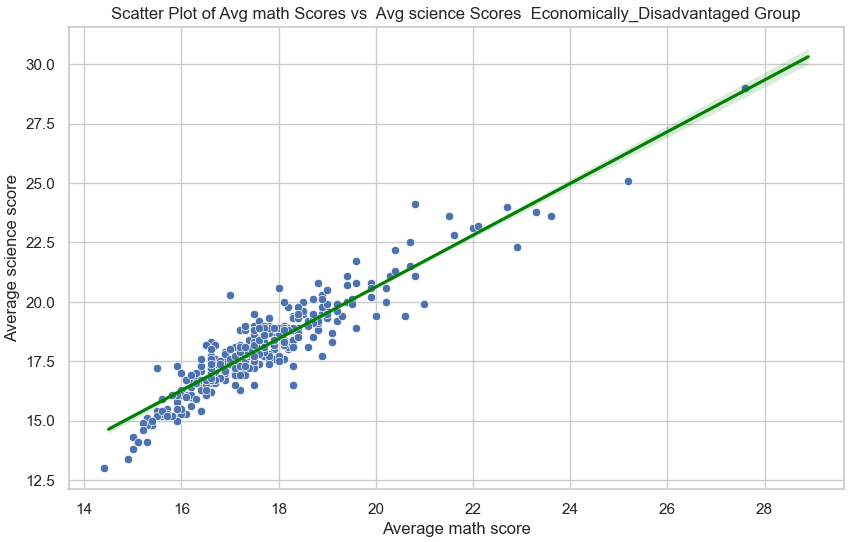 Scatter Plot of Avg math Scores vs  Avg science Scores  Economically_Disadvantaged Group
30.0
27.5
25.0
22.5
20.0
17.5
15.0
12.5
Average science score
14 16 18 20 22 24 26 28
Average math score